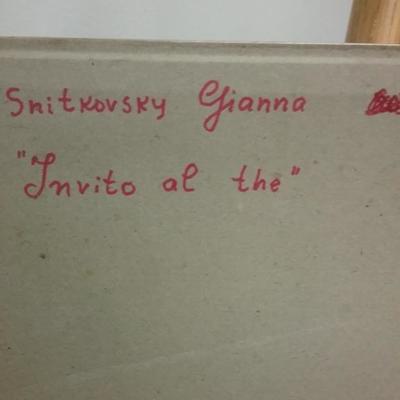 Snitkovsky Gianna
"Invito al the"